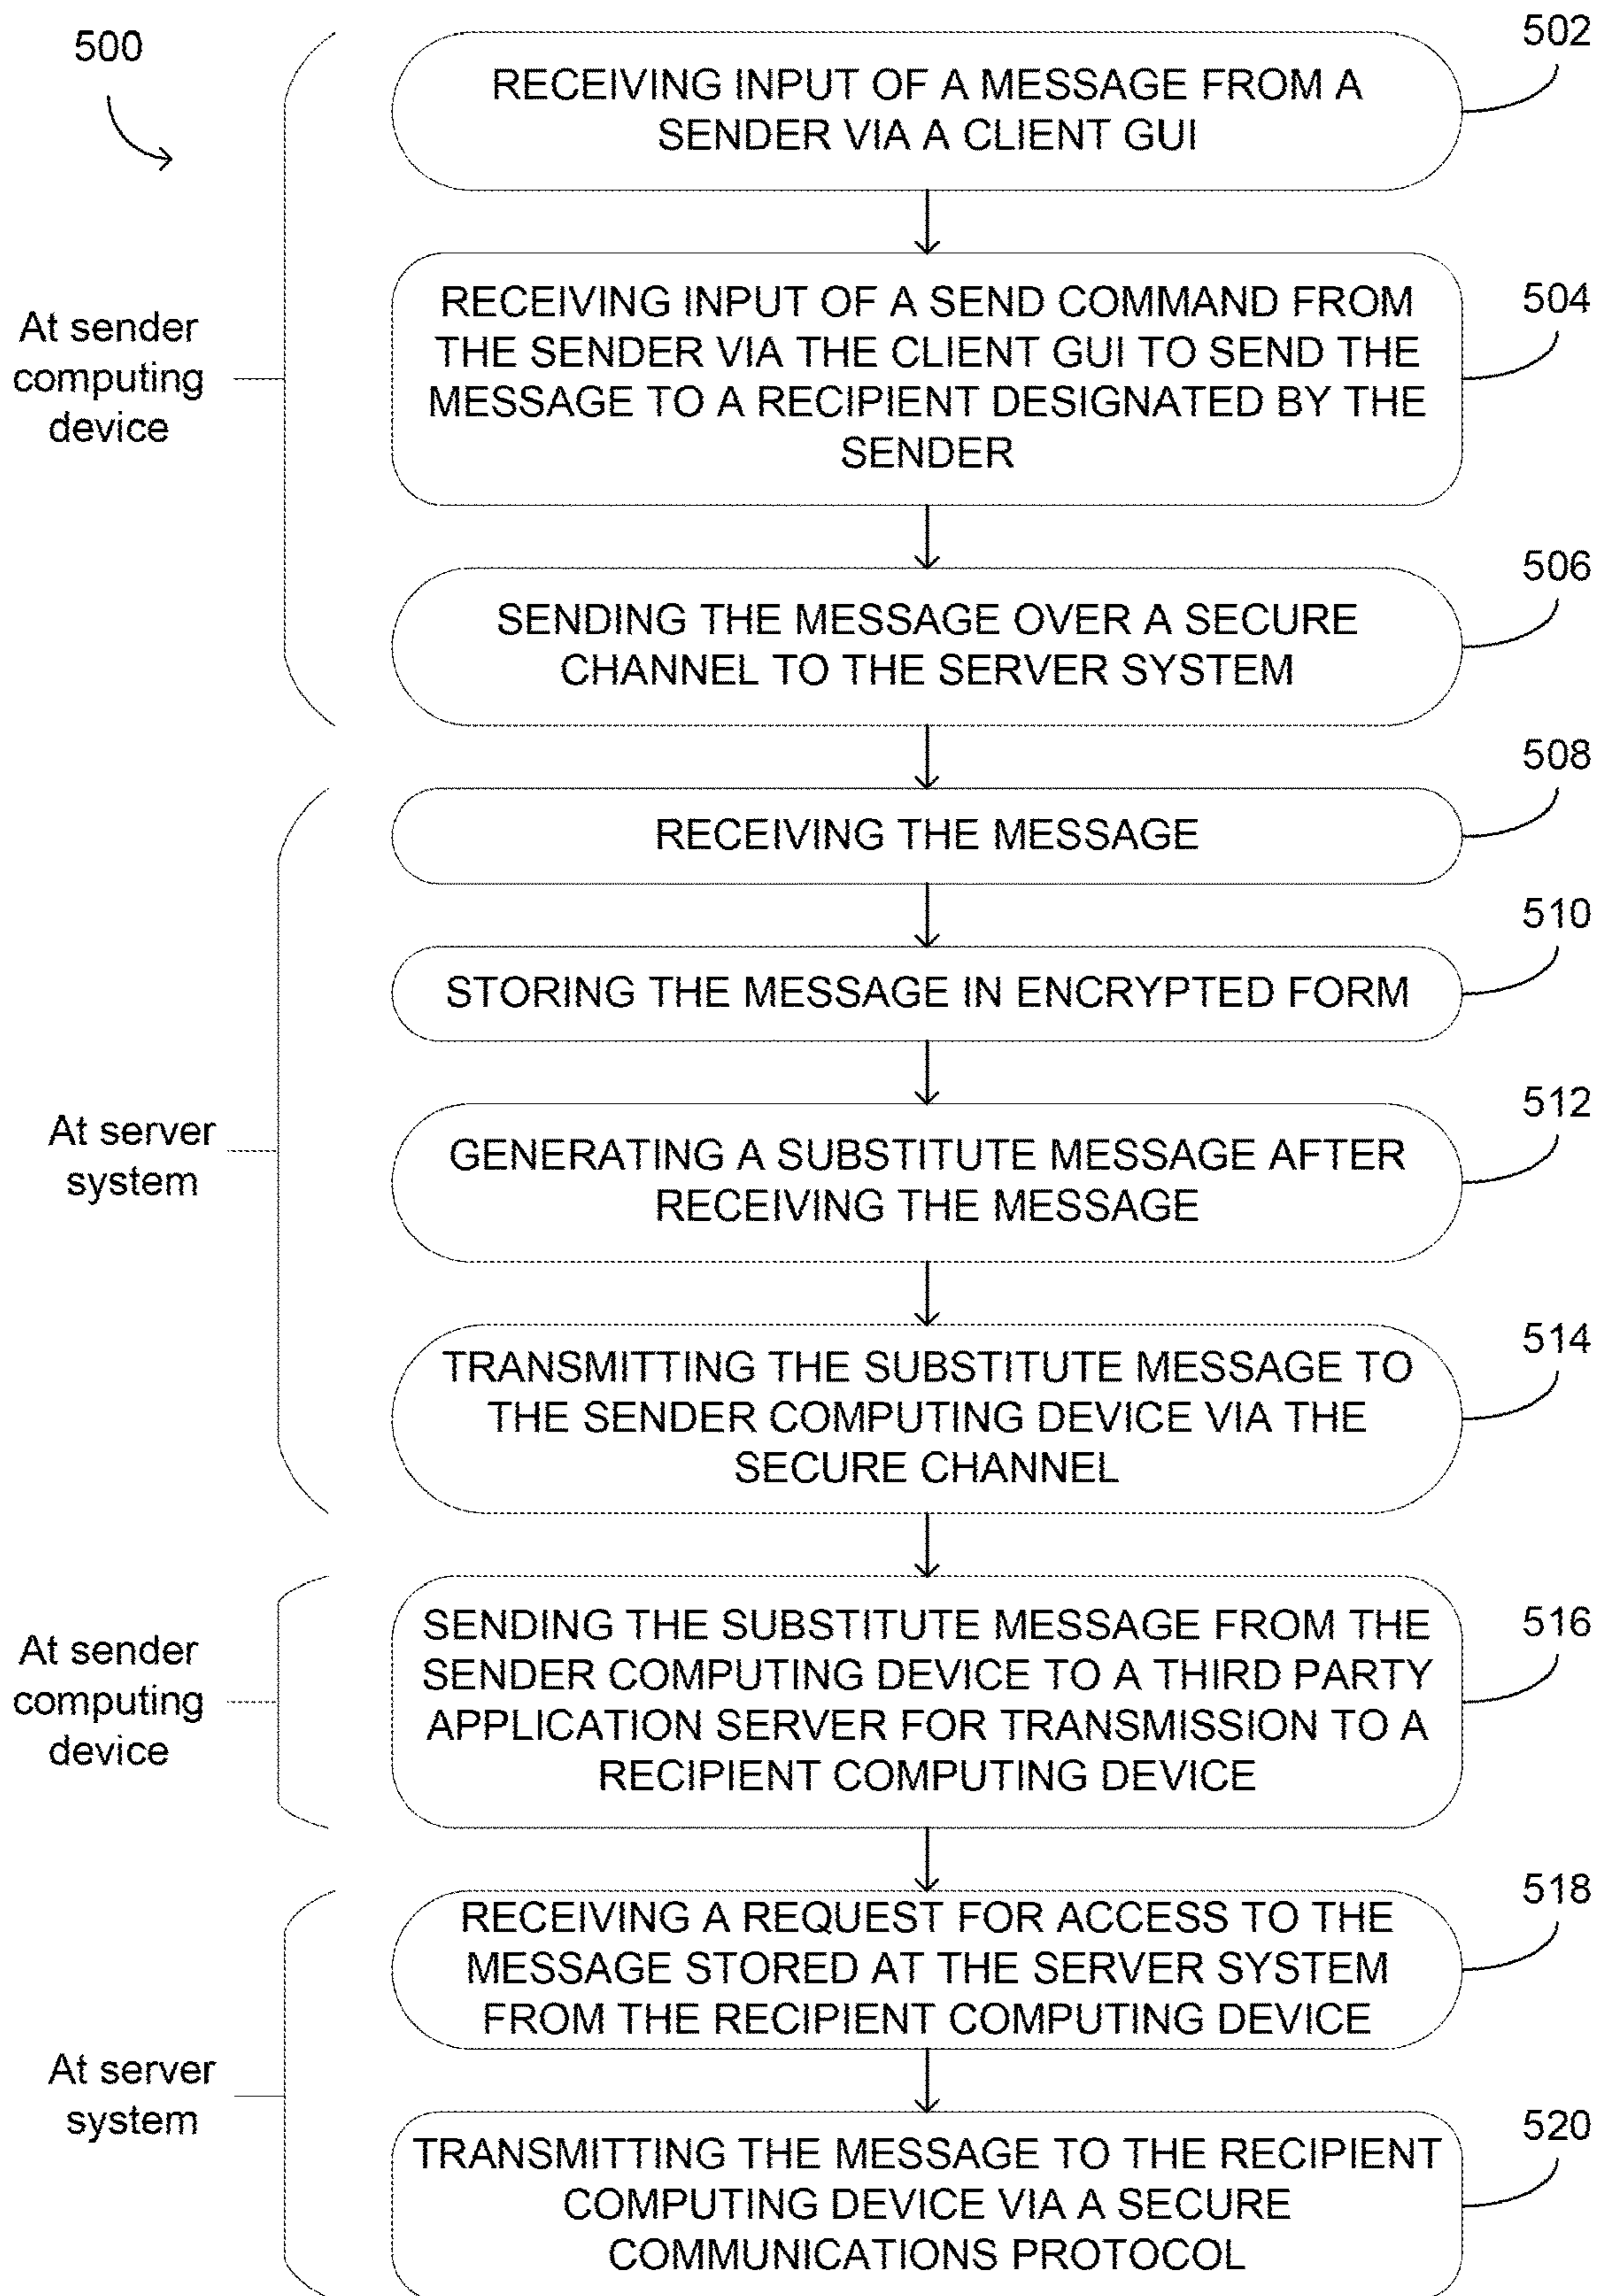 500
502
RECEIVING INPUT OF A MESSAGE FROM A
SENDER VIA A CLIENT GUI
At sender
computing
device
504
RECEIVING INPUT OF A SEND COMMAND FROM
THE SENDER VIA THE CLIENT GUI TO SEND THE
MESSAGE TO A RECIPIENT DESIGNATED BY THE
SENDER
506
SENDING THE MESSAGE OVER A SECURE
CHANNEL TO THE SERVER SYSTEM
508
RECEIVING THE MESSAGE
510
STORING THE MESSAGE IN ENCRYPTED FORM
At server
system
512
GENERATING A SUBSTITUTE MESSAGE AFTER
RECEIVING THE MESSAGE
514
TRANSMITTING THE SUBSTITUTE MESSAGE TO
THE SENDER COMPUTING DEVICE VIA THE
SECURE CHANNEL
At sender
computing
device
516
SENDING THE SUBSTITUTE MESSAGE FROM THE
SENDER COMPUTING DEVICE TO A THIRD PARTY
APPLICATION SERVER FOR TRANSMISSION TO A
RECIPIENT COMPUTING DEVICE
518
RECEIVING A REQUEST FOR ACCESS TO THE
MESSAGE STORED AT THE SERVER SYSTEM
FROM THE RECIPIENT COMPUTING DEVICE
At server
system
520
TRANSMITTING THE MESSAGE TO THE RECIPIENT
COMPUTING DEVICE VIA A SECURE
COMMUNICATIONS PROTOCOL